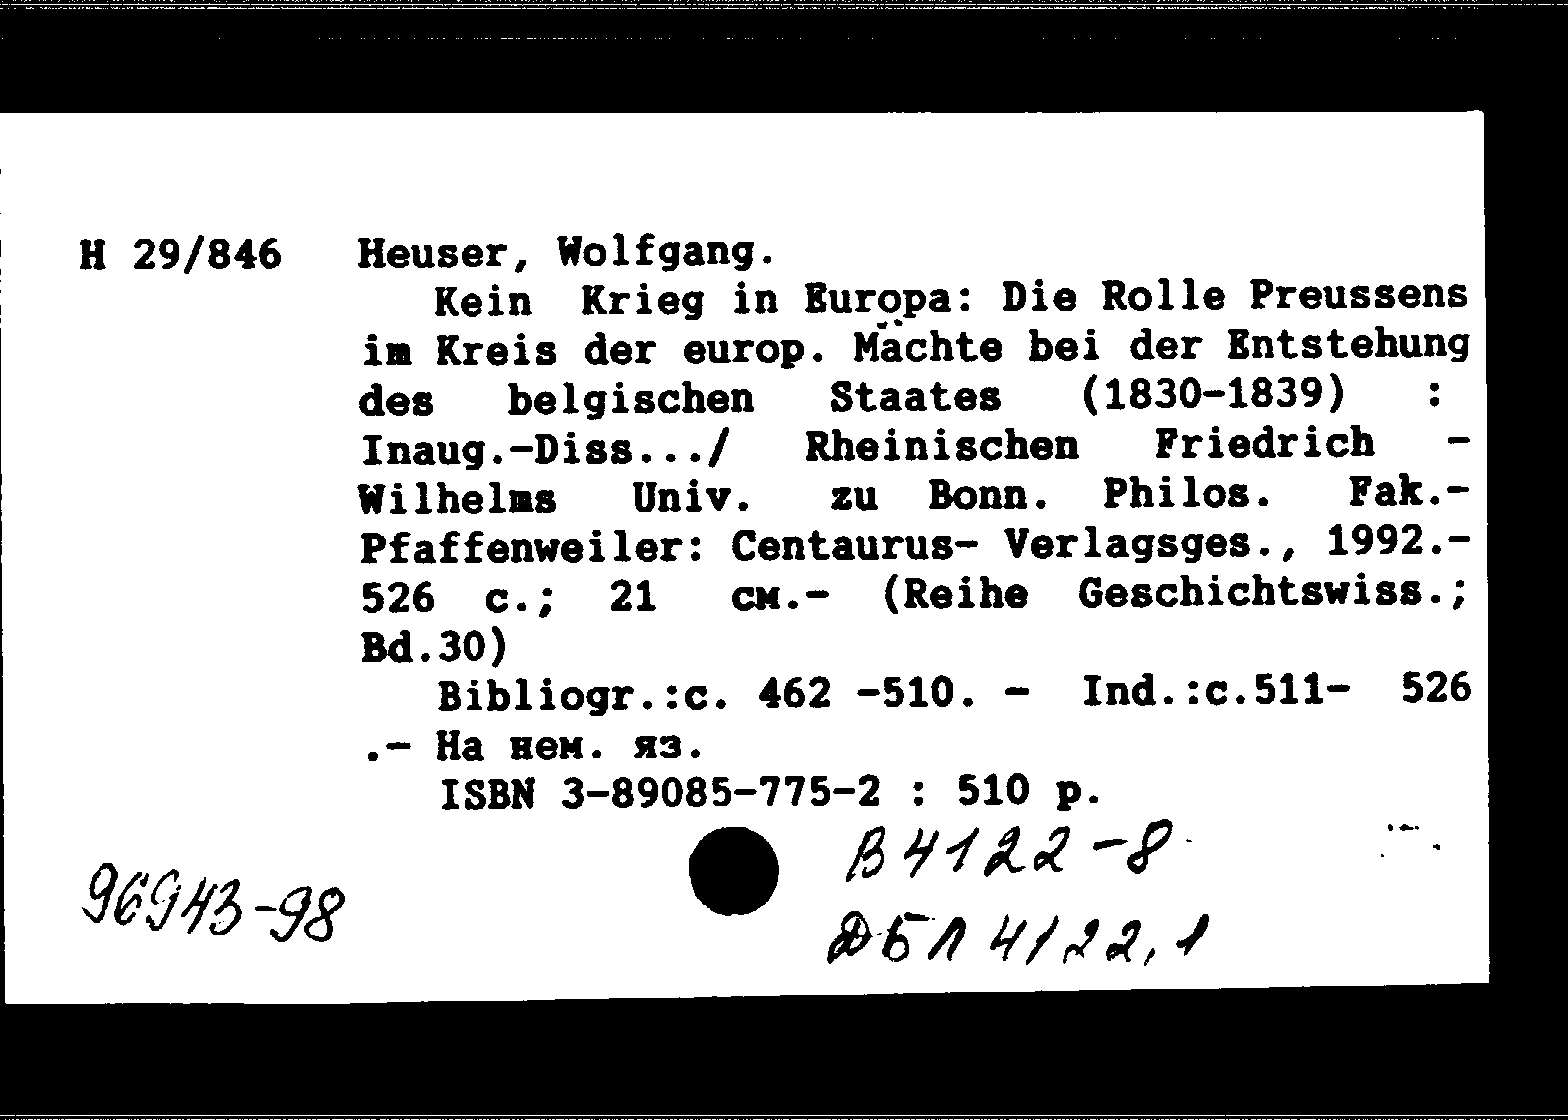 H 29/846 Heuser, Wolfgang.
Kein Krieg in Europa: Die Rolle Preussens
im Kreis der europ. Mächte bei der Entstehung
des belgischen Staates (1830-1839) :
Inaug.-Diss.../ Rheinischen Friedrich -
Wilhelms Univ. zu Bonn. Philos. Fak.-
Pfaffenweiler: Centaurus- Verlagsges., 1992.-
526 с.; 21 см.- (Reihe Geschichtswiss.;
Bd.30)
Bibliogr.:с. 462 -510. - Ind.:с.511- 526
.- На нем. яз.
ISBN 3-89085-775-2 : 510 р.
В 4122-8
96943-98
ДБЛ 4122,1